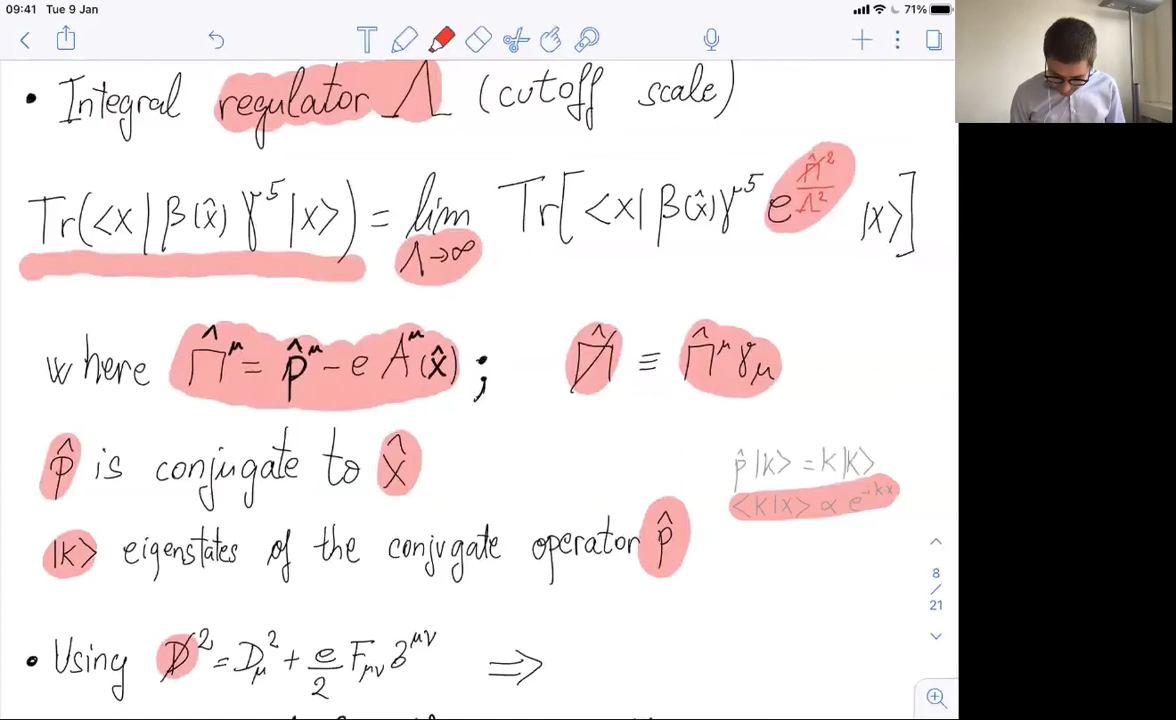 09:41 Tue 9 Jan 71%
• Integral regulator Λ (cutoff scale)
Tr(<x|β(x̂)γ⁵|x>) = lim Λ→∞ Tr[<x|β(x̂)γ⁵ e^(Π̸̂²/Λ²) |x>]
where Π̂^μ = p̂^μ - e A^μ(x̂) ; Π̸̂ ≡ Π̂^μ γ_μ
p̂ is conjugate to x̂
p̂|k> = k|k>
<k|x> ∝ e^-ikx
|k> eigenstates of the conjugate operator p̂
8
/
21
• Using D̸² = D_μ² + e/2 F_μν σ^μν ⇒